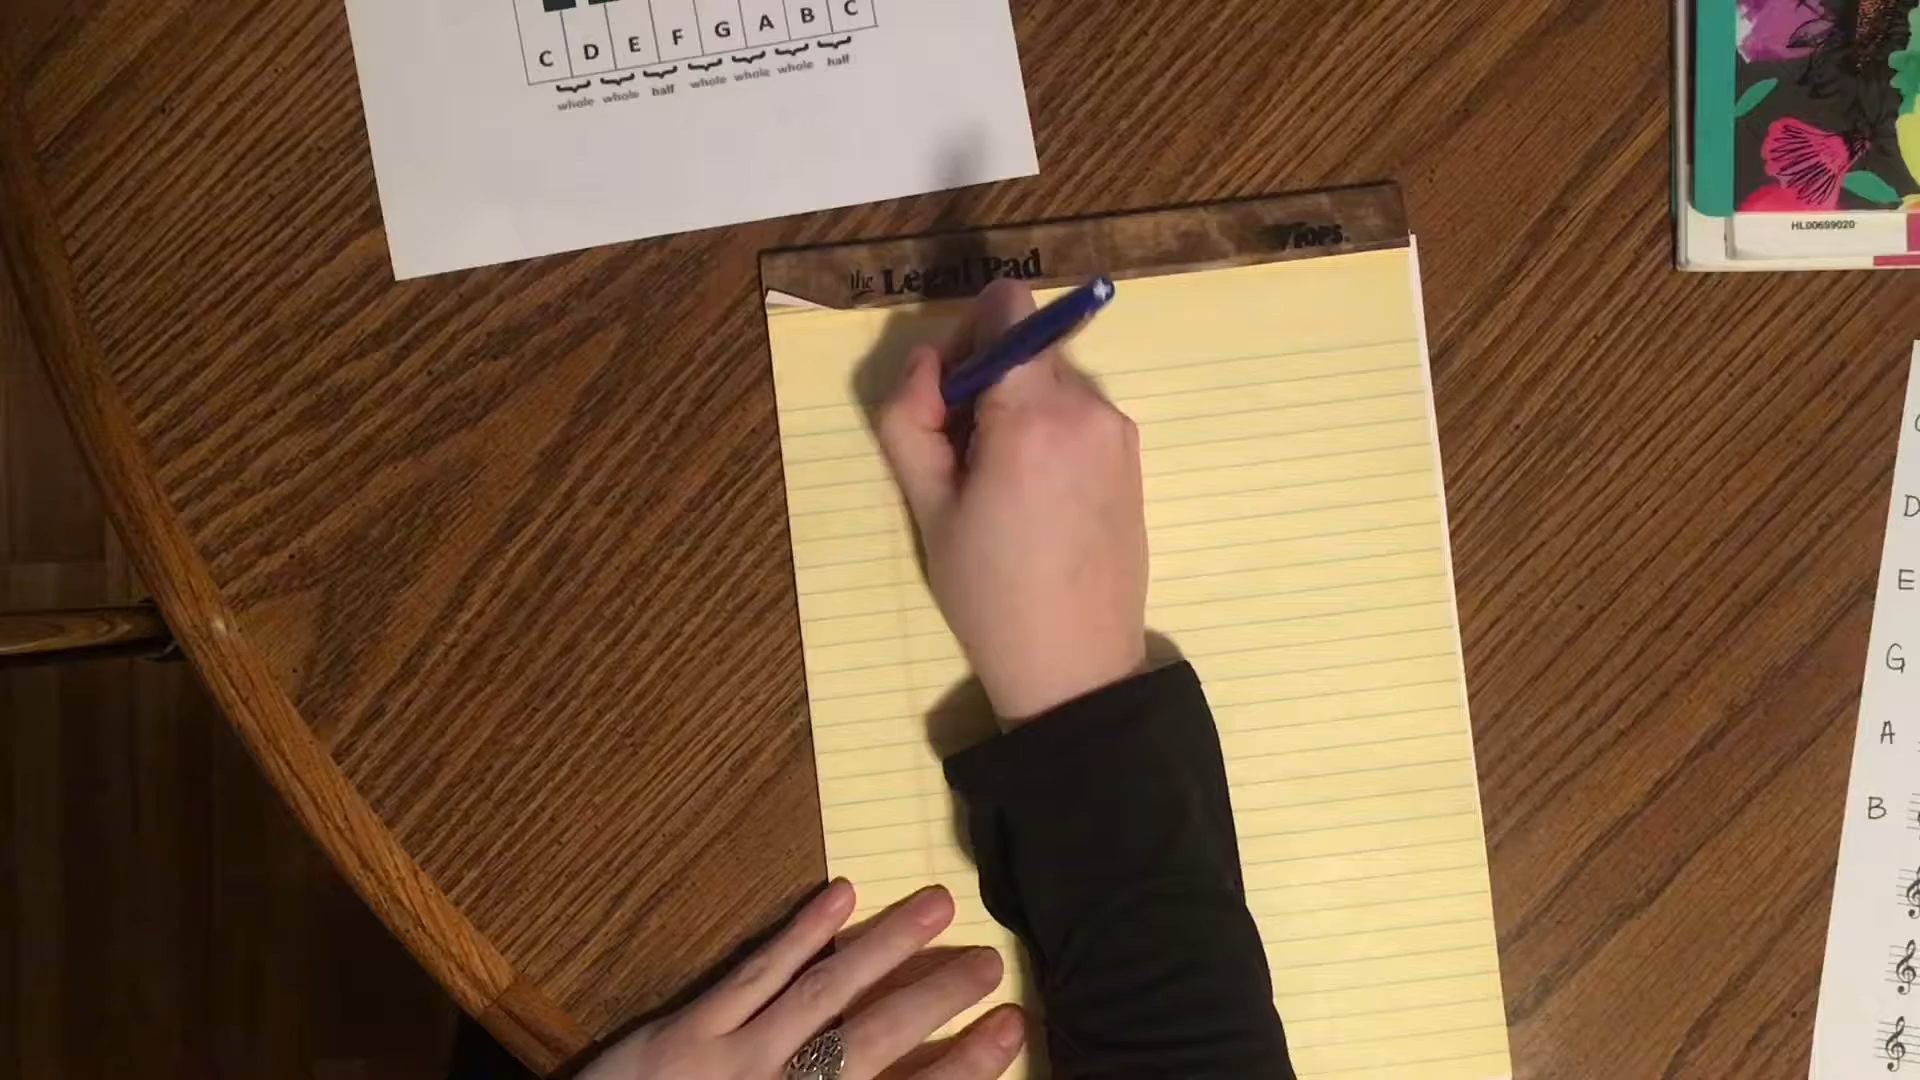 C D E F G A B C
whole whole half whole whole whole half
the Legal Pad
TOPS.
HL00699020
D
E
G
A
B